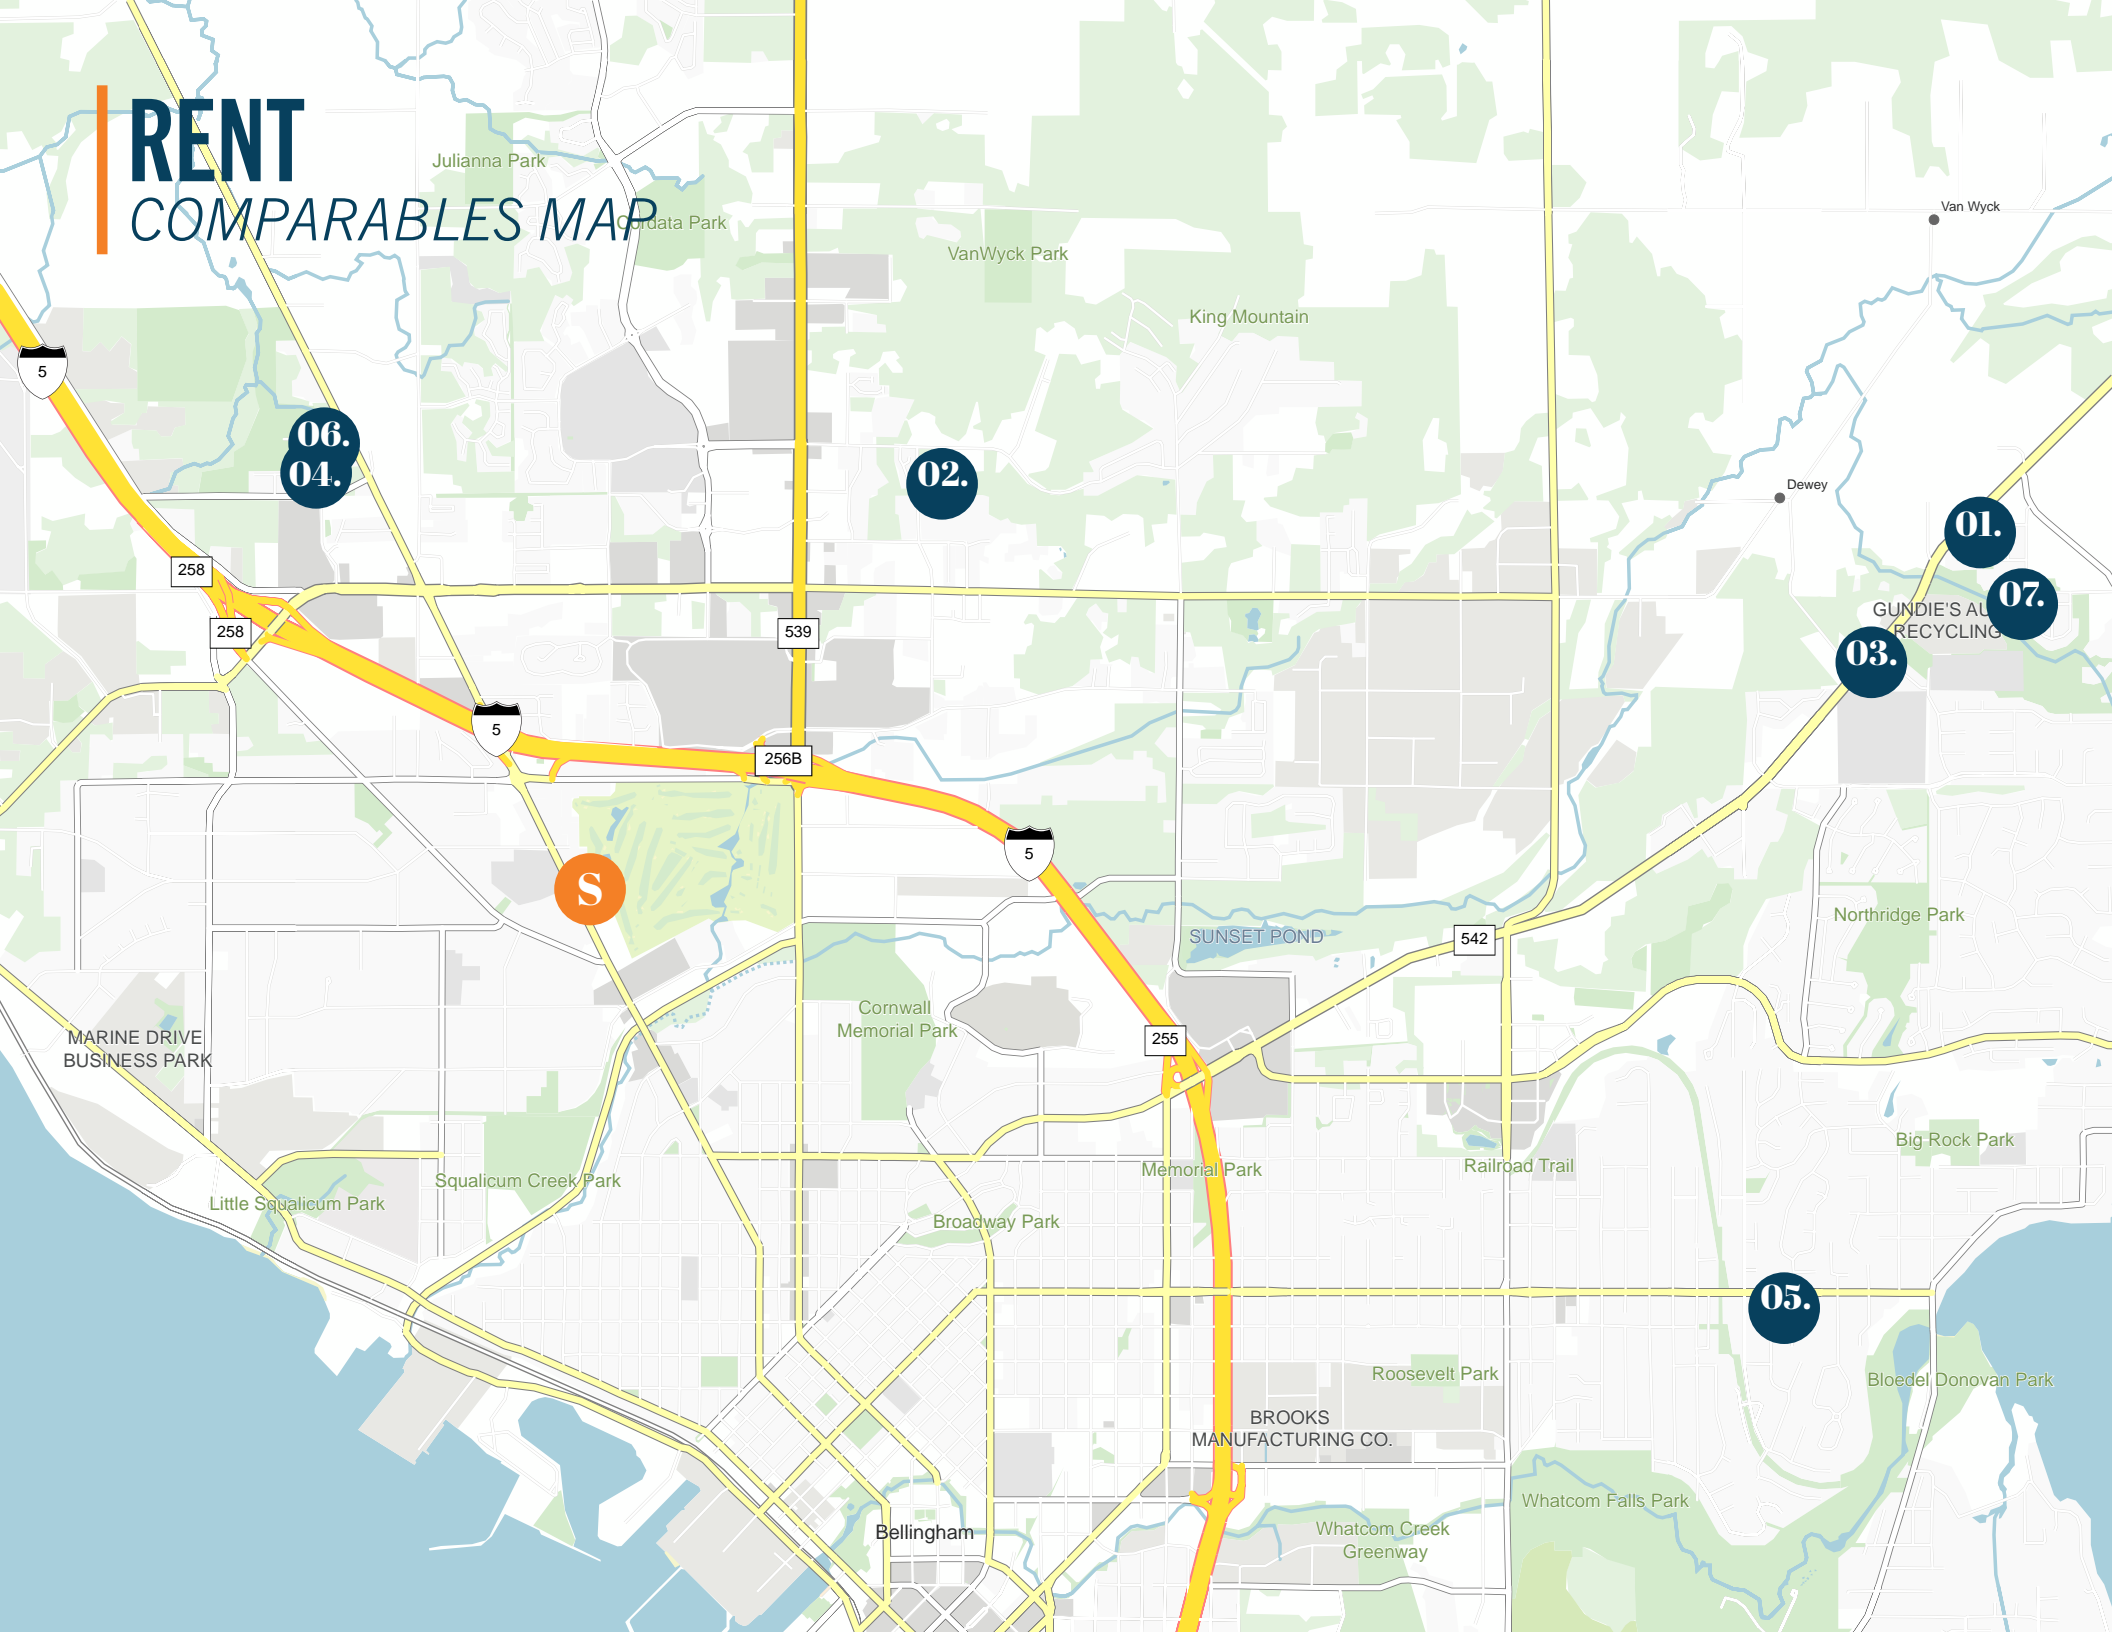 RENT
COMPARABLES MAP
Julianna Park
Cordata Park
VanWyck Park
Van Wyck
King Mountain
5
06.
04.
02.
Dewey
01.
258
07.
GUNDIE'S AU
RECYCLING
258
539
03.
5
256B
5
S
Northridge Park
SUNSET POND
542
Cornwall
Memorial Park
MARINE DRIVE
BUSINESS PARK
255
Big Rock Park
Memorial Park
Railroad Trail
Squalicum Creek Park
Little Squalicum Park
Broadway Park
05.
Roosevelt Park
Bloedel Donovan Park
BROOKS
MANUFACTURING CO.
Whatcom Falls Park
Bellingham
Whatcom Creek
Greenway